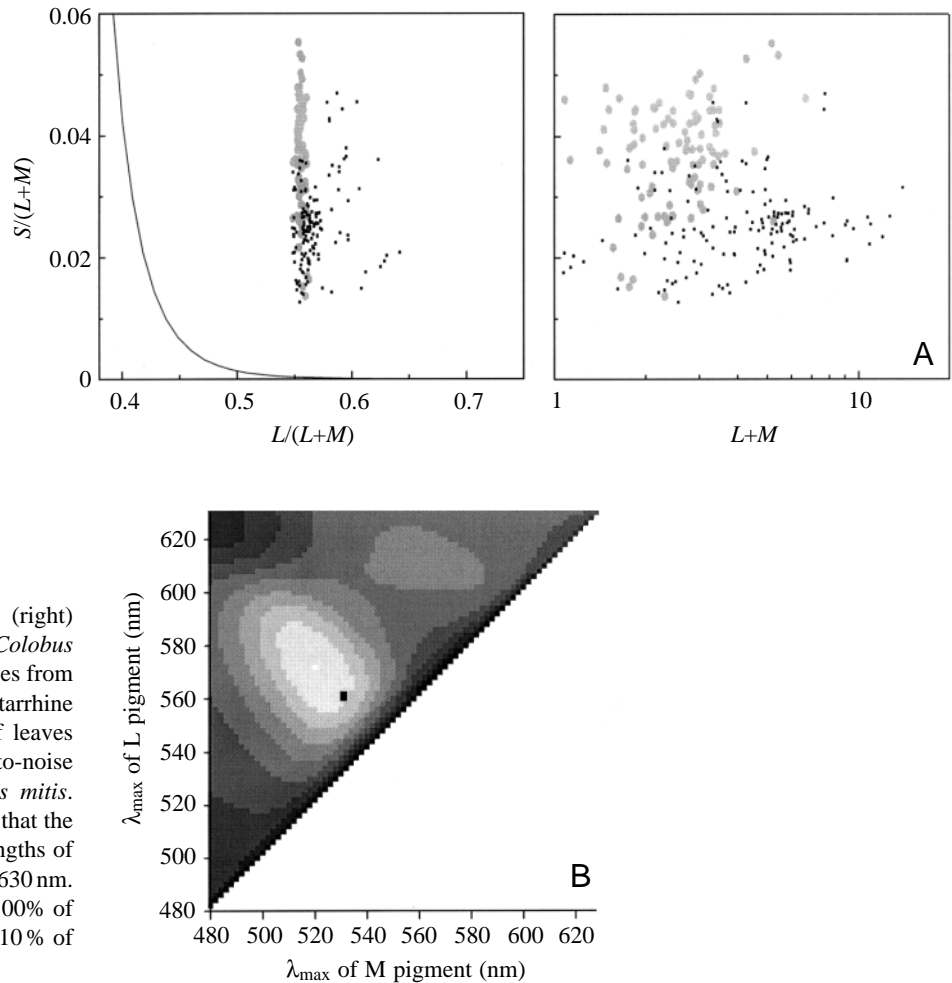 0.06
0.04
0.02
0
S/(L+M)
0.4 0.5 0.6 0.7
L/(L+M)
1 10
L+M
A
(right)
Colobus
es from
tarrhine
f leaves
to-noise
s mitis.
that the
ngths of
630 nm.
00% of
10 % of
620
600
580
560
540
520
500
480
λmax of L pigment (nm)
B
480 500 520 540 560 580 600 620
λmax of M pigment (nm)